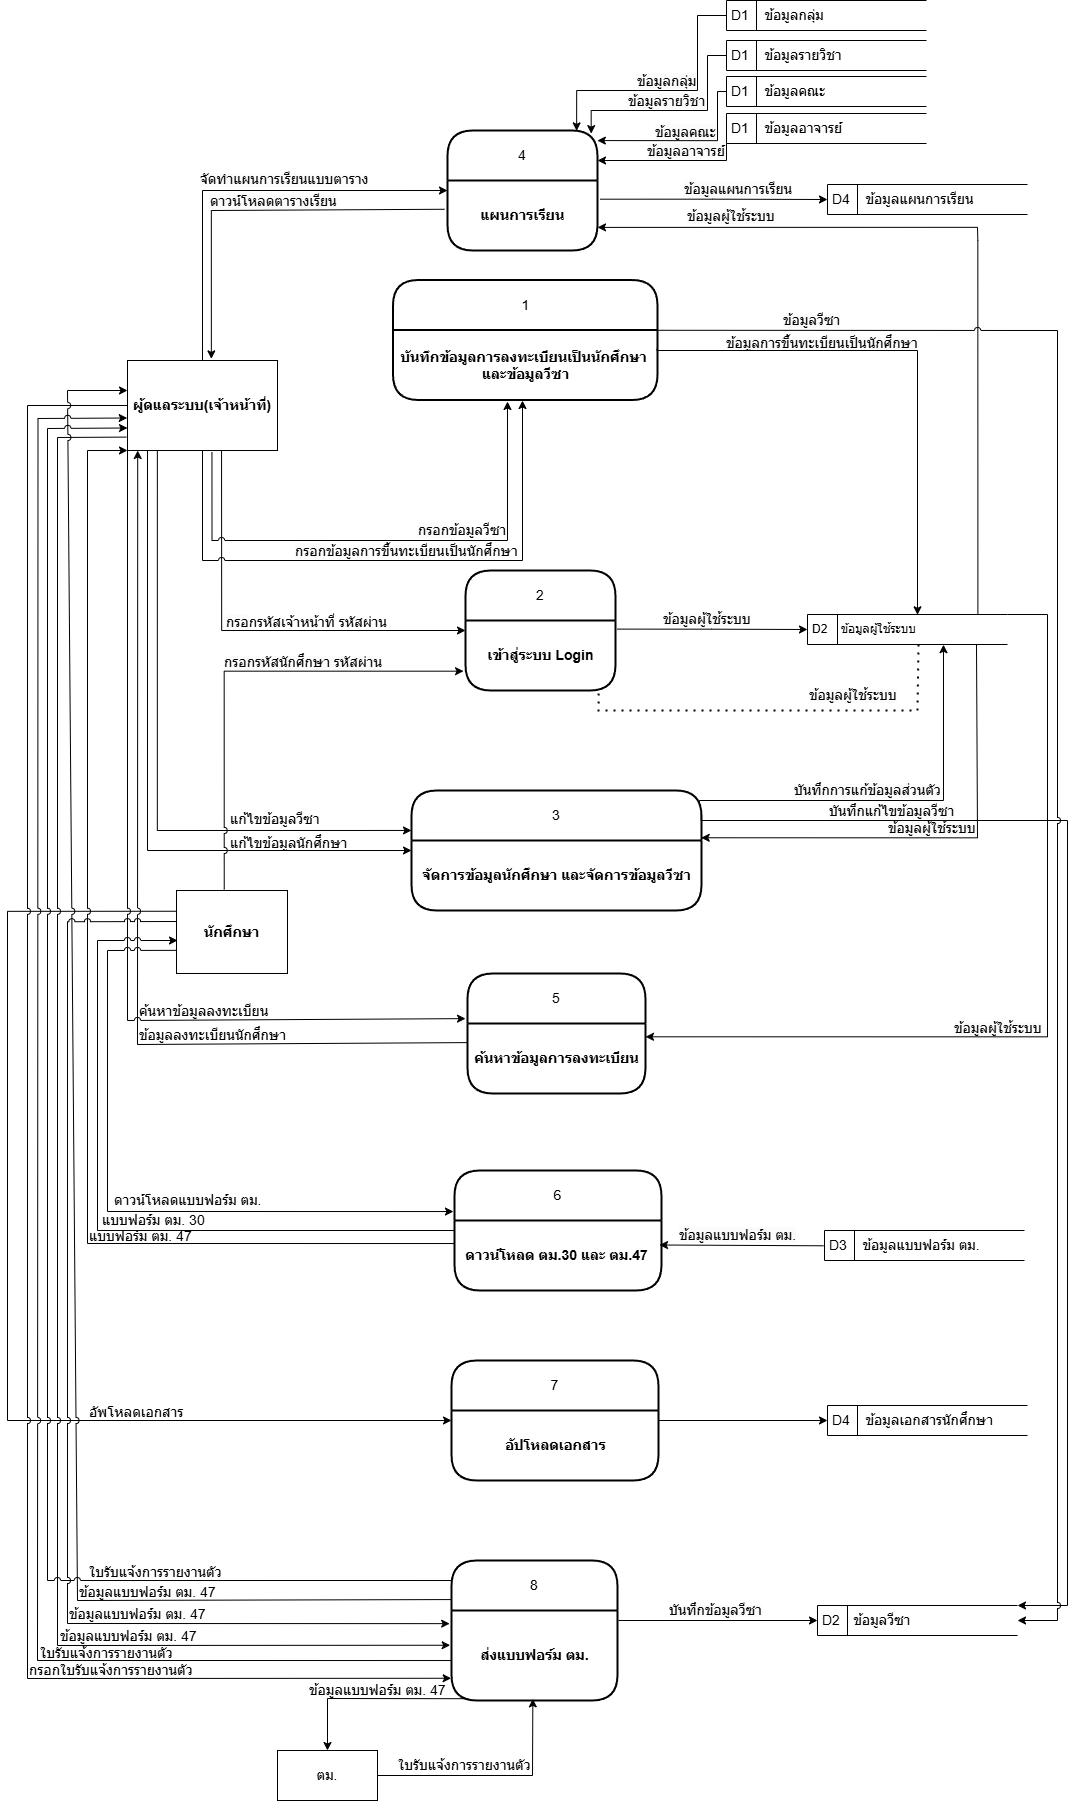 D1 ข้อมูลกลุ่ม
D1 ข้อมูลรายวิชา
ข้อมูลกลุ่ม
D1 ข้อมูลคณะ
ข้อมูลรายวิชา
D1 ข้อมูลอาจารย์
ข้อมูลคณะ
ข้อมูลอาจารย์
4
แผนการเรียน
จัดทำแผนการเรียนแบบตาราง
ดาวน์โหลดตารางเรียน
ข้อมูลแผนการเรียน
D4 ข้อมูลแผนการเรียน
ข้อมูลผู้ใช้ระบบ
1
บันทึกข้อมูลการลงทะเบียนเป็นนักศึกษา
และข้อมูลวีซา
ข้อมูลวีซา
ข้อมูลการขึ้นทะเบียนเป็นนักศึกษา
ผู้ดแลระบบ(เจ้าหน้าที่)
กรอกข้อมูลวีซา
กรอกข้อมูลการขึ้นทะเบียนเป็นนักศึกษา
2
เข้าสู่ระบบ Login
กรอกรหัสเจ้าหน้าที่ รหัสผ่าน
ข้อมูลผู้ใช้ระบบ
D2 ข้อมูลผู้ใช้ระบบ
กรอกรหัสนักศึกษา รหัสผ่าน
ข้อมูลผู้ใช้ระบบ
บันทึกการแก้ข้อมูลส่วนตัว
บันทึกแก้ไขข้อมูลวีซา
ข้อมูลผู้ใช้ระบบ
3
จัดการข้อมูลนักศึกษา และจัดการข้อมูลวีซา
แก้ไขข้อมูลวีซา
แก้ไขข้อมูลนักศึกษา
นักศึกษา
5
ค้นหาข้อมูลการลงทะเบียน
ค้นหาข้อมูลลงทะเบียน
ข้อมูลลงทะเบียนนักศึกษา
ข้อมูลผู้ใช้ระบบ
6
ดาวน์โหลด ตม.30 และ ตม.47
ดาวน์โหลดแบบฟอร์ม ตม.
แบบฟอร์ม ตม. 30
แบบฟอร์ม ตม. 47
ข้อมูลแบบฟอร์ม ตม.
D3 ข้อมูลแบบฟอร์ม ตม.
7
อัปโหลดเอกสาร
อัพโหลดเอกสาร
D4 ข้อมูลเอกสารนักศึกษา
8
ส่งแบบฟอร์ม ตม.
ใบรับแจ้งการรายงานตัว
ข้อมูลแบบฟอร์ม ตม. 47
ข้อมูลแบบฟอร์ม ตม. 47
ข้อมูลแบบฟอร์ม ตม. 47
ใบรับแจ้งการรายงานตัว
กรอกใบรับแจ้งการรายงานตัว
บันทึกข้อมูลวีซา
D2 ข้อมูลวีซา
ข้อมูลแบบฟอร์ม ตม. 47
ใบรับแจ้งการรายงานตัว
ตม.